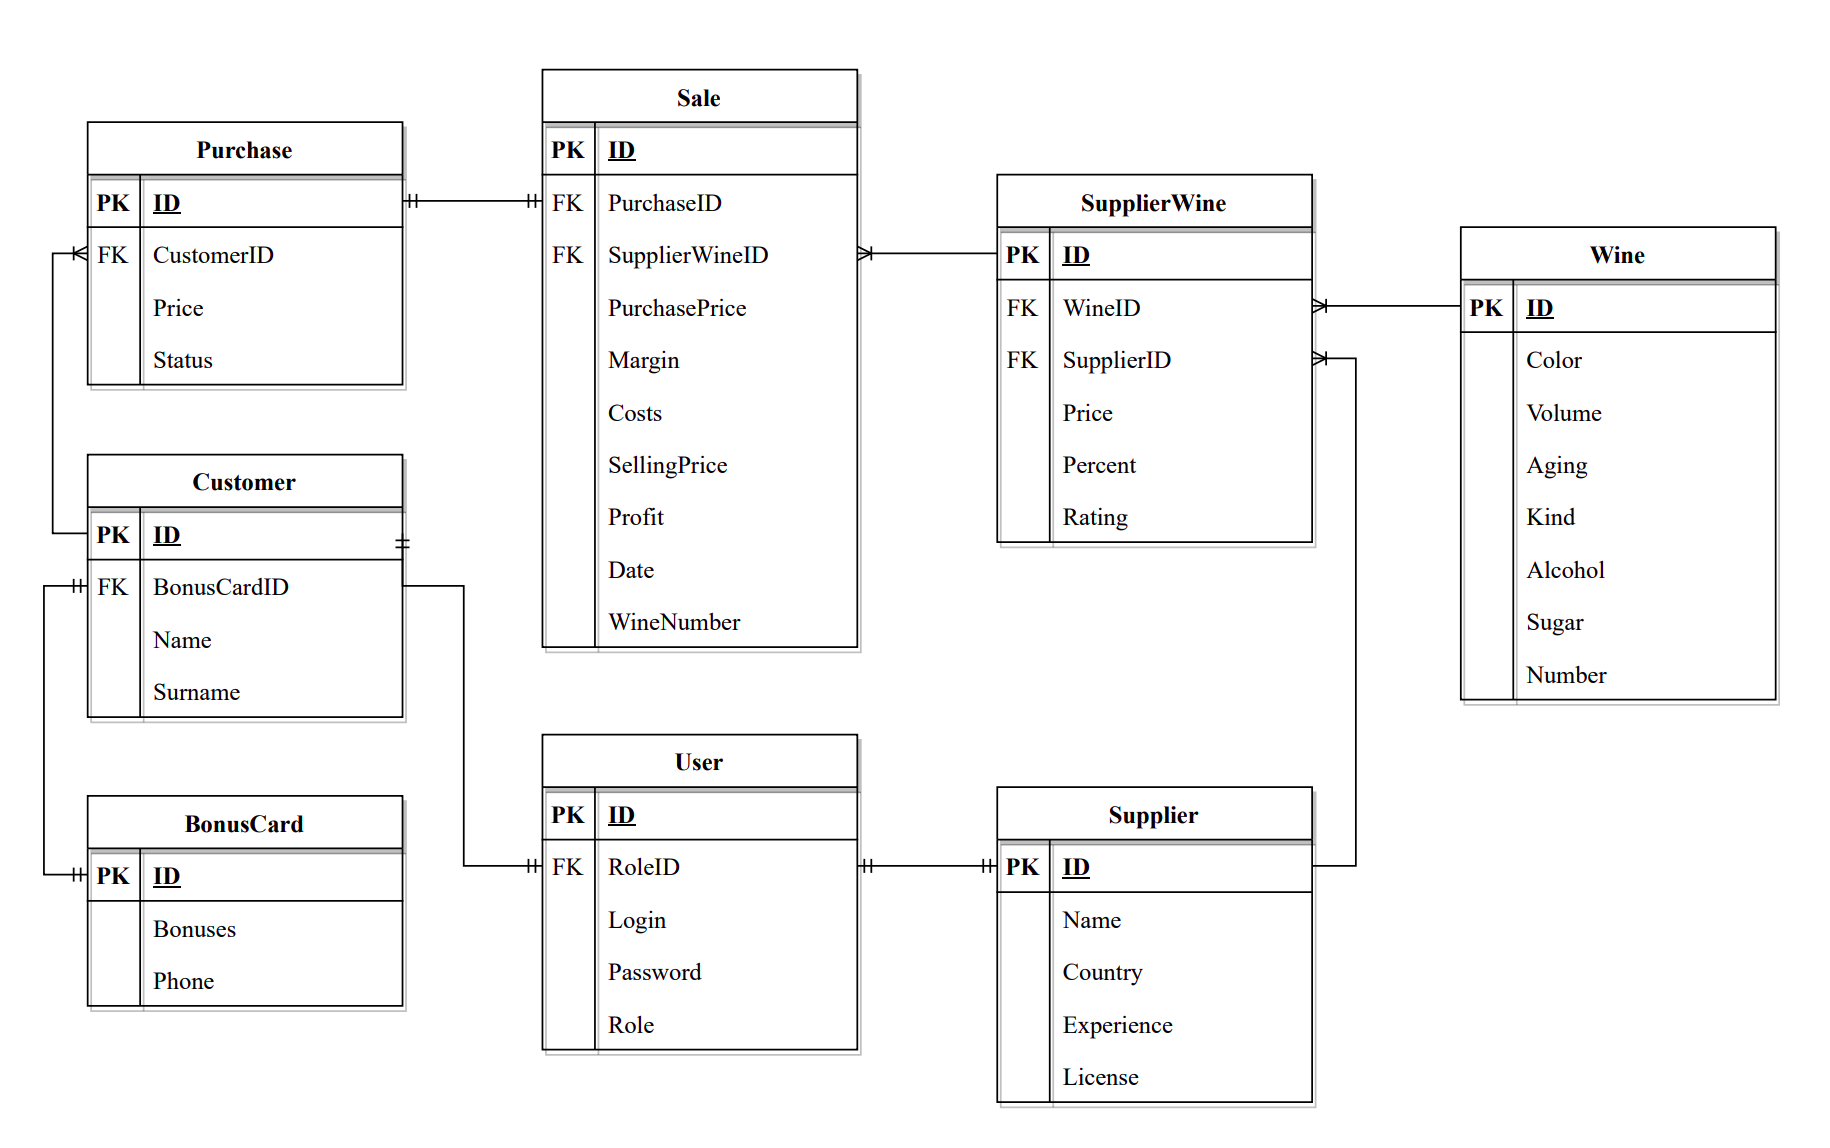 Purchase
PK ID
FK CustomerID
Price
Status
Customer
PK ID
FK BonusCardID
Name
Surname
BonusCard
PK ID
Bonuses
Phone
Sale
PK ID
FK PurchaseID
FK SupplierWineID
PurchasePrice
Margin
Costs
SellingPrice
Profit
Date
WineNumber
User
PK ID
FK RoleID
Login
Password
Role
SupplierWine
PK ID
FK WineID
FK SupplierID
Price
Percent
Rating
Supplier
PK ID
Name
Country
Experience
License
Wine
PK ID
Color
Volume
Aging
Kind
Alcohol
Sugar
Number